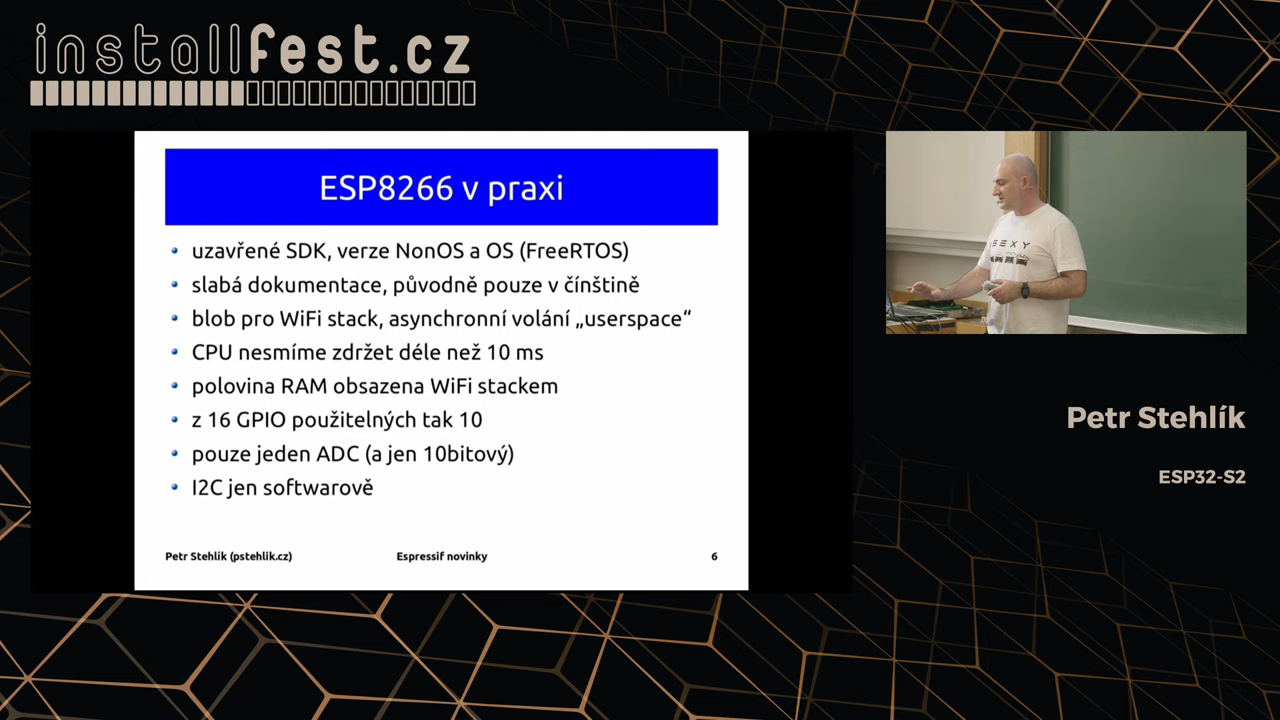 installfest.cz
ESP8266 v praxi
uzavřené SDK, verze NonOS a OS (FreeRTOS)
slabá dokumentace, původně pouze v čínštině
blob pro WiFi stack, asynchronní volání „userspace“
CPU nesmíme zdržet déle než 10 ms
polovina RAM obsazena WiFi stackem
z 16 GPIO použitelných tak 10
pouze jeden ADC (a jen 10bitový)
I2C jen softwarově
Petr Stehlík (pstehlik.cz)
Espressif novinky
6
SEXY
Petr Stehlík
ESP32-S2